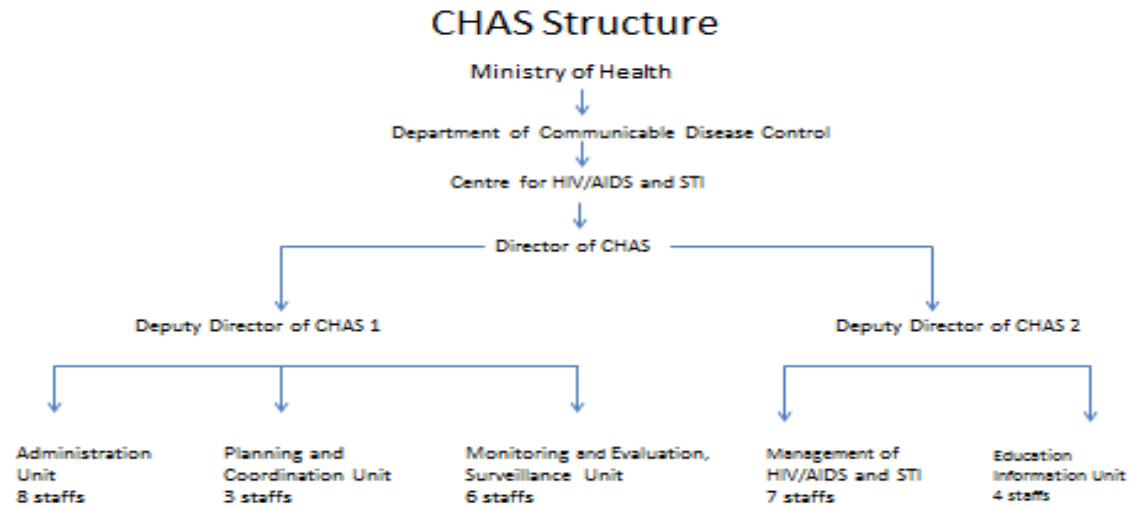 CHAS Structure
Ministry of Health
Department of Communicable Disease Control
Centre for HIV/AIDS and STI
Director of CHAS
Deputy Director of CHAS 1
Deputy Director of CHAS 2
Administration
Unit
8 staffs
Planning and
Coordination Unit
3 staffs
Monitoring and Evaluation,
Surveillance Unit
6 staffs
Management of
HIV/AIDS and STI
7 staffs
Education
Information Unit
4 staffs